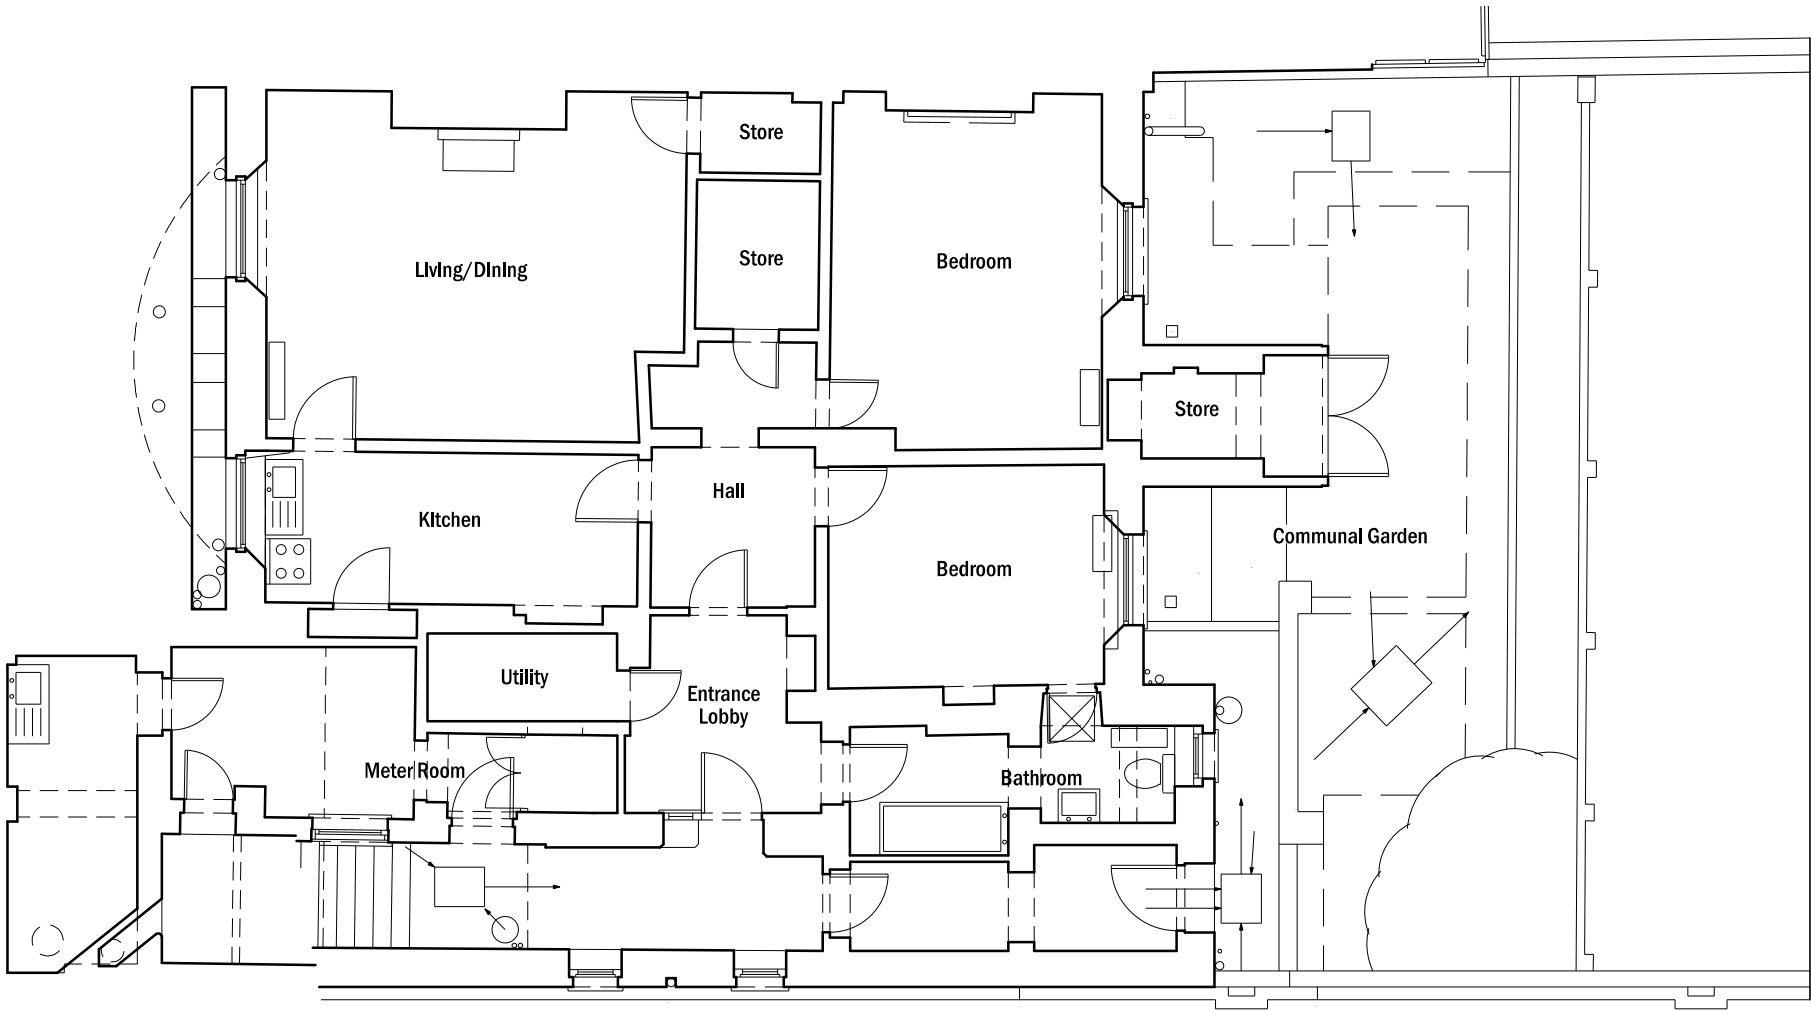 Store
Living/Dining
Store
Bedroom
Store
Kitchen
Hall
Bedroom
Communal Garden
Utility
Entrance
Lobby
Meter Room
Bathroom